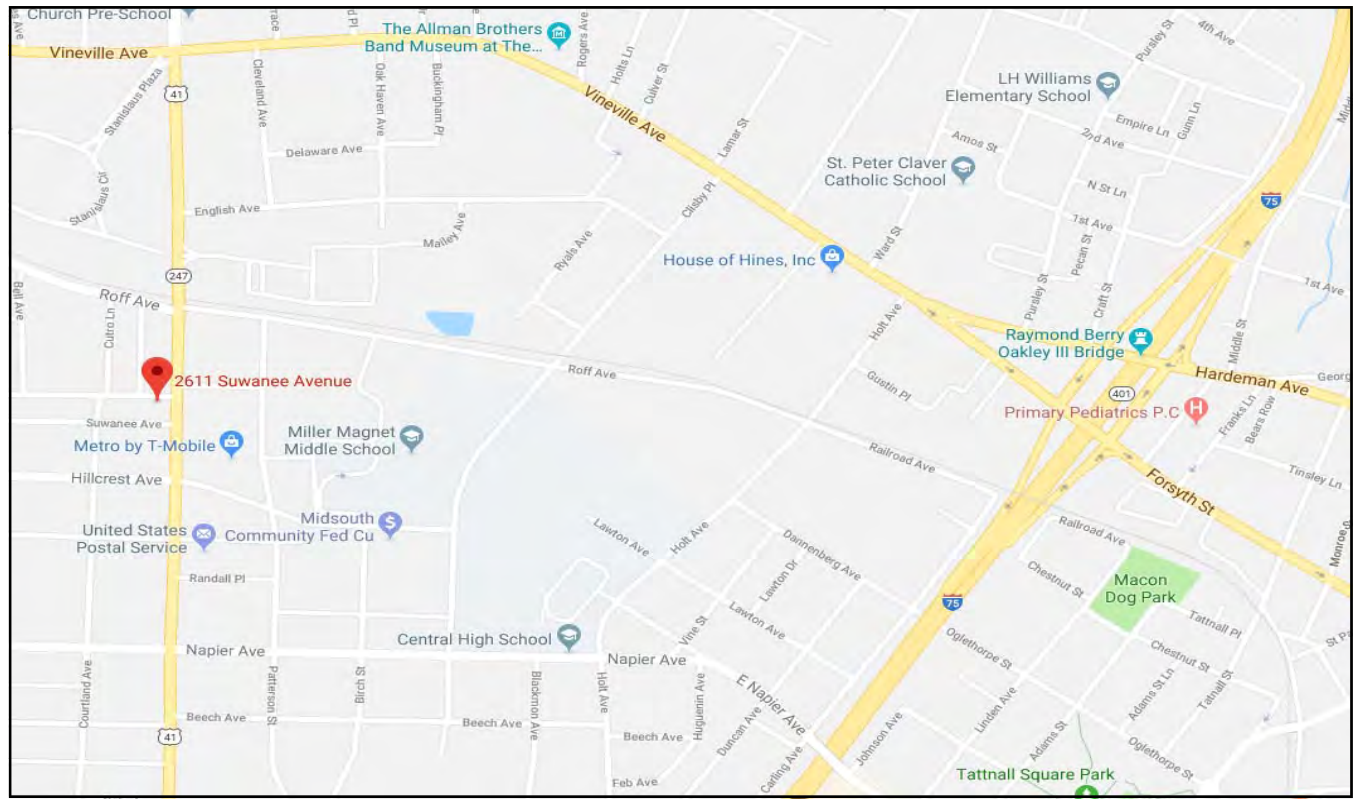 Church Pre-School
The Allman Brothers
Band Museum at The...
Rogers Ave
Vineville Ave
41
Stanislaus Plaza
Cleveland Ave
Oak Haven Ave
Buckingham Pl
Holts Ln
Culver St
Vineville Ave
Lamar St
Pursley St
4th Ave
LH Williams
Elementary School
Empire Ln
Gunn Ln
2nd Ave
Amos St
Delaware Ave
St. Peter Claver
Catholic School
N St Ln
75
Stanislaus Cir
English Ave
Clisby Pl
1st Ave
Mailey Ave
Ryals Ave
Ward St
House of Hines, Inc
Pecan St
Pursley St
Craft St
1st Ave
247
Bell Ave
Roff Ave
Cutro Ln
Holt Ave
Raymond Berry
Oakley III Bridge
Middle St
Roff Ave
Gustin Pl
Hardeman Ave
Georg
2611 Suwanee Avenue
401
Primary Pediatrics P.C
Franks Ln
Bears Row
Suwanee Ave
Metro by T-Mobile
Miller Magnet
Middle School
Railroad Ave
Hillcrest Ave
Forsyth St
Tinsley Ln
United States
Postal Service
Midsouth
Community Fed Cu
Lawton Ave
Holt Ave
Dannenberg Ave
Railroad Ave
Monroe S
Randall Pl
Lawton Dr
Chestnut St
Macon
Dog Park
75
Lawton Ave
Tattnall Pl
Central High School
Vine St
Oglethorpe St
Chestnut St
St Pa
Napier Ave
Napier Ave
E Napier Ave
Courtland Ave
Patterson St
Birch St
Blackmon Ave
Holt Ave
Huguenin Ave
Linden Ave
Adams St Ln
Tatnall St
Beech Ave
Beech Ave
Beech Ave
Duncan Ave
Johnson Ave
Adams St
Oglethorpe St
41
Feb Ave
Carling Ave
Tattnall Square Park